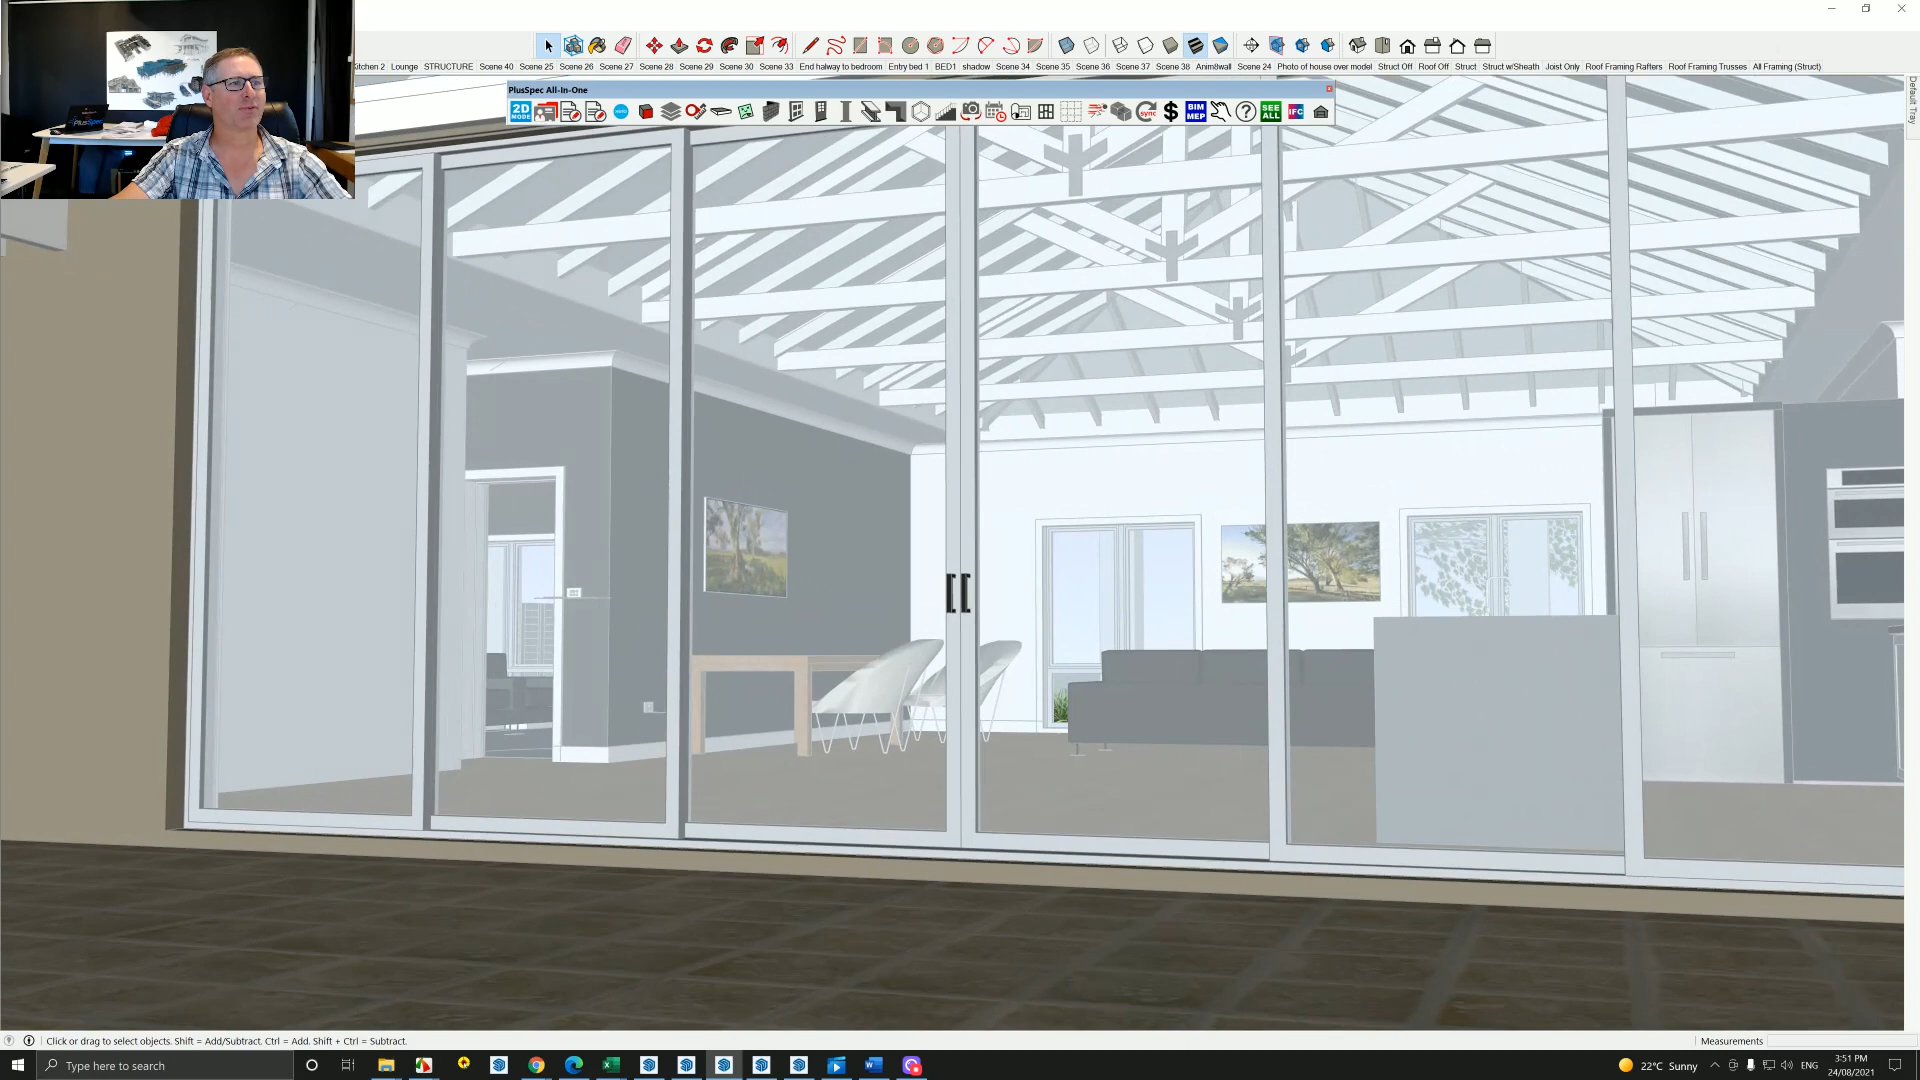 Kitchen 2 Lounge STRUCTURE Scene 40 Scene 25 Scene 26 Scene 27 Scene 28 Scene 29 Scene 30 Scene 33 End halway to bedroom Entry bed 1 BED1 shadow Scene 34 Scene 35 Scene 36 Scene 37 Scene 38 Anim8wall Scene 24 Photo of house over model Struct Off Roof Off Struct Struct w/Sheath Joist Only Roof Framing Rafters Roof Framing Trusses All Framing (Struct)
Default Tray
PlusSpec All-In-One
2D MODE
sync
BIM MEP
SEE ALL
IFC
Click or drag to select objects. Shift = Add/Subtract. Ctrl = Add. Shift + Ctrl = Subtract.
Measurements
Type here to search
22°C Sunny
ENG
3:51 PM
24/08/2021